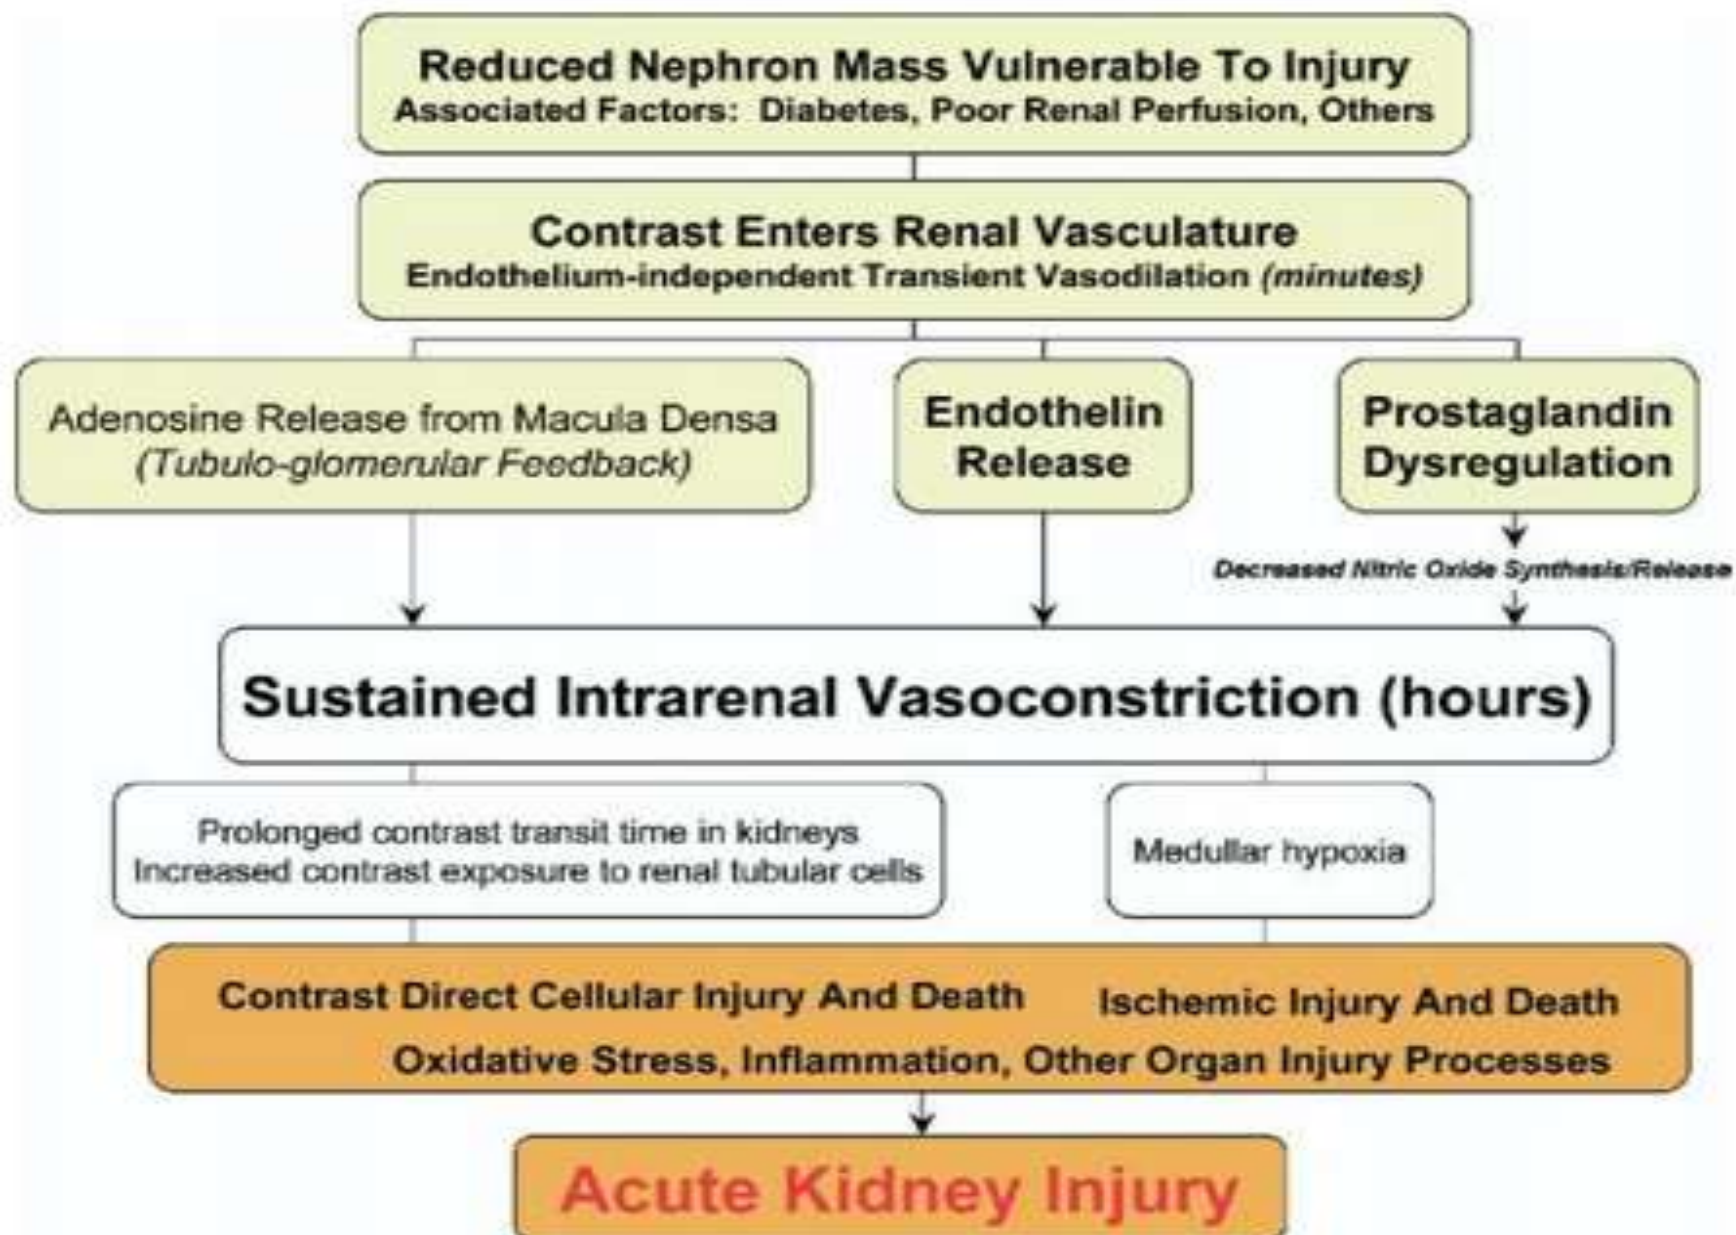 Reduced Nephron Mass Vulnerable To Injury
Associated Factors: Diabetes, Poor Renal Perfusion, Others
Contrast Enters Renal Vasculature
Endothelium-independent Transient Vasodilation (minutes)
Adenosine Release from Macula Densa
(Tubulo-glomerular Feedback)
Endothelin
Release
Prostaglandin
Dysregulation
Decreased Nitric Oxide Synthesis/Release
Sustained Intrarenal Vasoconstriction (hours)
Prolonged contrast transit time in kidneys
Increased contrast exposure to renal tubular cells
Medullar hypoxia
Contrast Direct Cellular Injury And Death
Ischemic Injury And Death
Oxidative Stress, Inflammation, Other Organ Injury Processes
Acute Kidney Injury